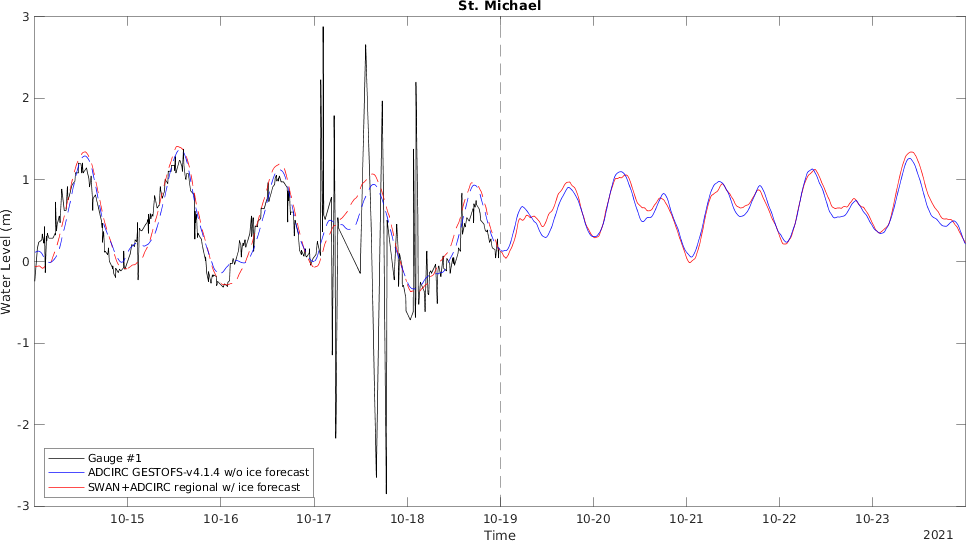 St. Michael
3
2
1
0
-1
-2
-3
Water Level (m)
Gauge #1
ADCIRC GESTOFS-v4.1.4 w/o ice forecast
SWAN+ADCIRC regional w/ ice forecast
10-15 10-16 10-17 10-18 10-19 10-20 10-21 10-22 10-23
Time
2021